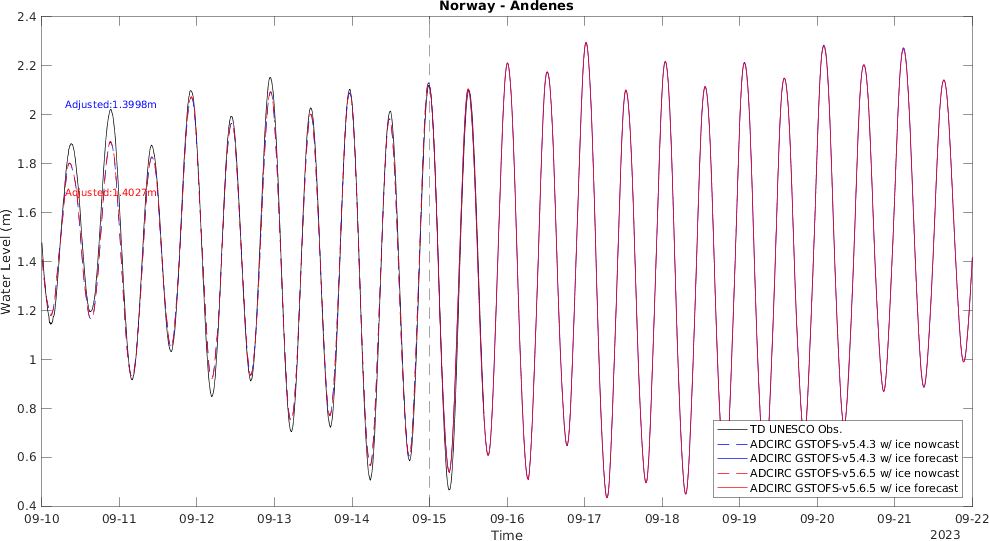 Norway - Andenes
2.4
2.2
2
1.8
1.6
1.4
1.2
1
0.8
0.6
0.4
Water Level (m)
Adjusted:1.3998m
Adjusted:1.4027m
TD UNESCO Obs.
ADCIRC GSTOFS-v5.4.3 w/ ice nowcast
ADCIRC GSTOFS-v5.4.3 w/ ice forecast
ADCIRC GSTOFS-v5.6.5 w/ ice nowcast
ADCIRC GSTOFS-v5.6.5 w/ ice forecast
09-10 09-11 09-12 09-13 09-14 09-15 09-16 09-17 09-18 09-19 09-20 09-21 09-22
Time
2023